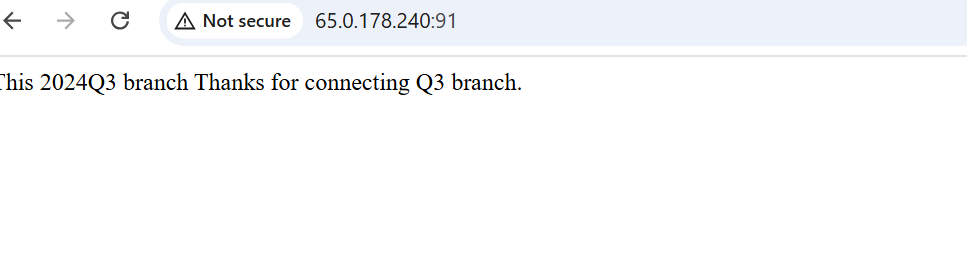 Not secure 65.0.178.240:91
This 2024Q3 branch Thanks for connecting Q3 branch.